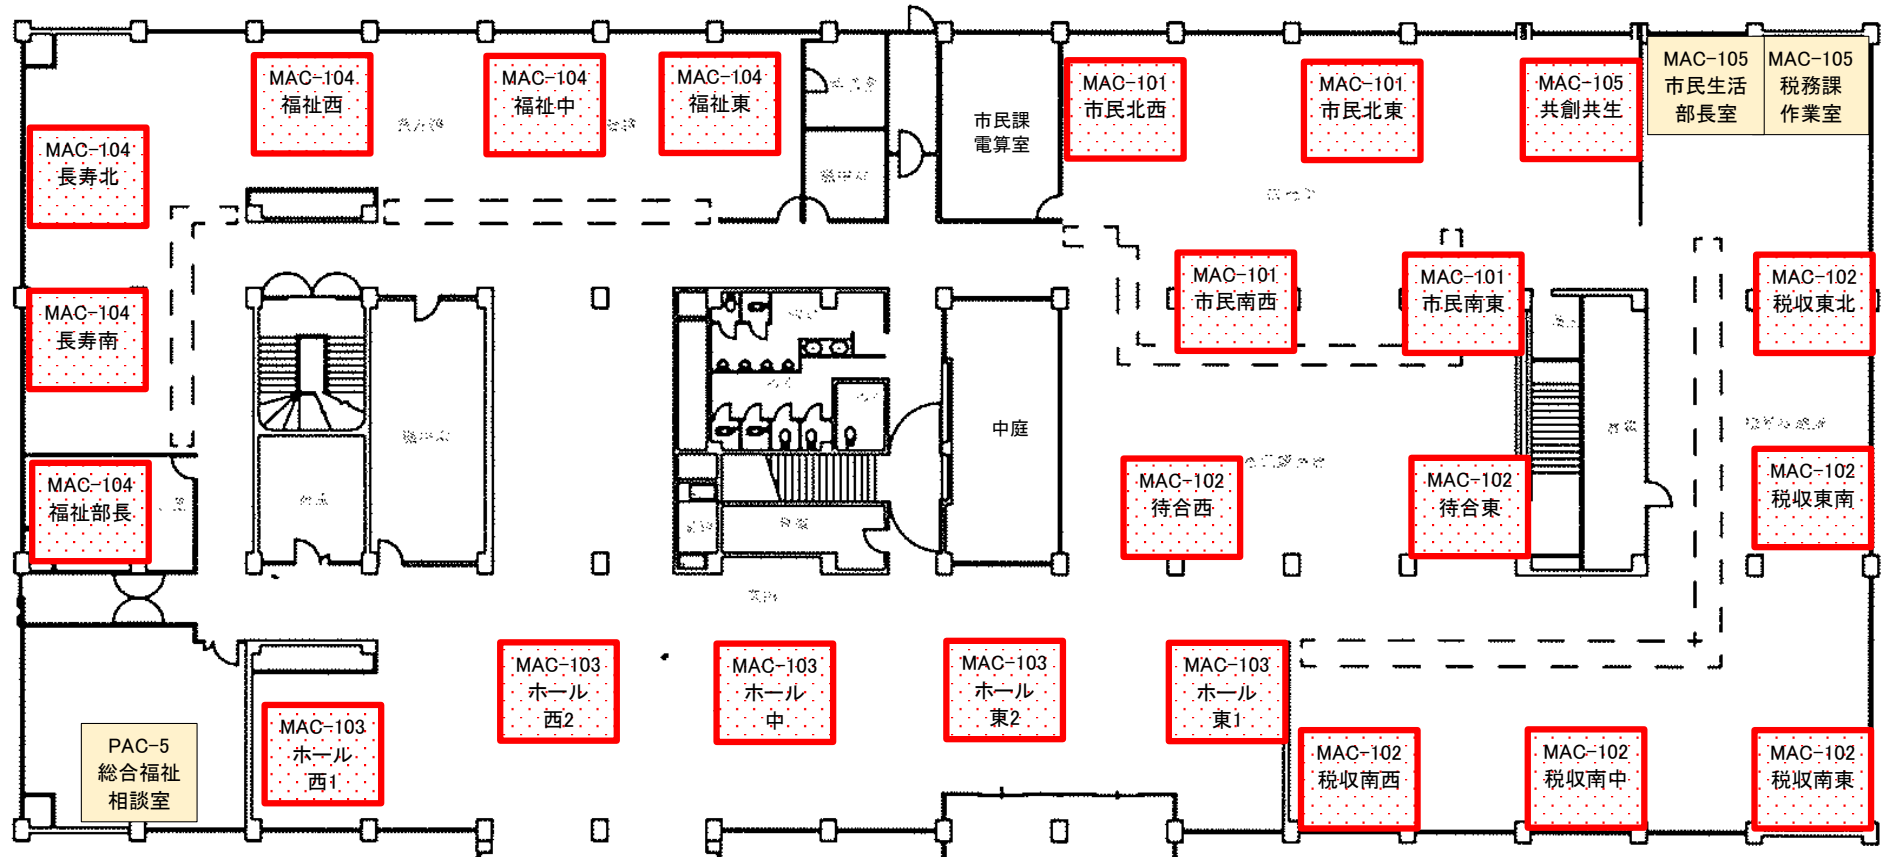 MAC-104
福祉西
MAC-104
福祉中
MAC-104
福祉東
市民課
電算室
MAC-101
市民北西
MAC-101
市民北東
MAC-105
共創共生
MAC-105
市民生活
部長室
MAC-105
税務課
作業室
MAC-104
長寿北
MAC-104
長寿南
MAC-101
市民南西
MAC-101
市民南東
MAC-102
税収東北
中庭
MAC-104
福祉部長
MAC-102
待合西
MAC-102
待合東
MAC-102
税収東南
MAC-103
ホール
西1
MAC-103
ホール
西2
MAC-103
ホール
中
MAC-103
ホール
東2
MAC-103
ホール
東1
PAC-5
総合福祉
相談室
MAC-102
税収南西
MAC-102
税収南中
MAC-102
税収南東